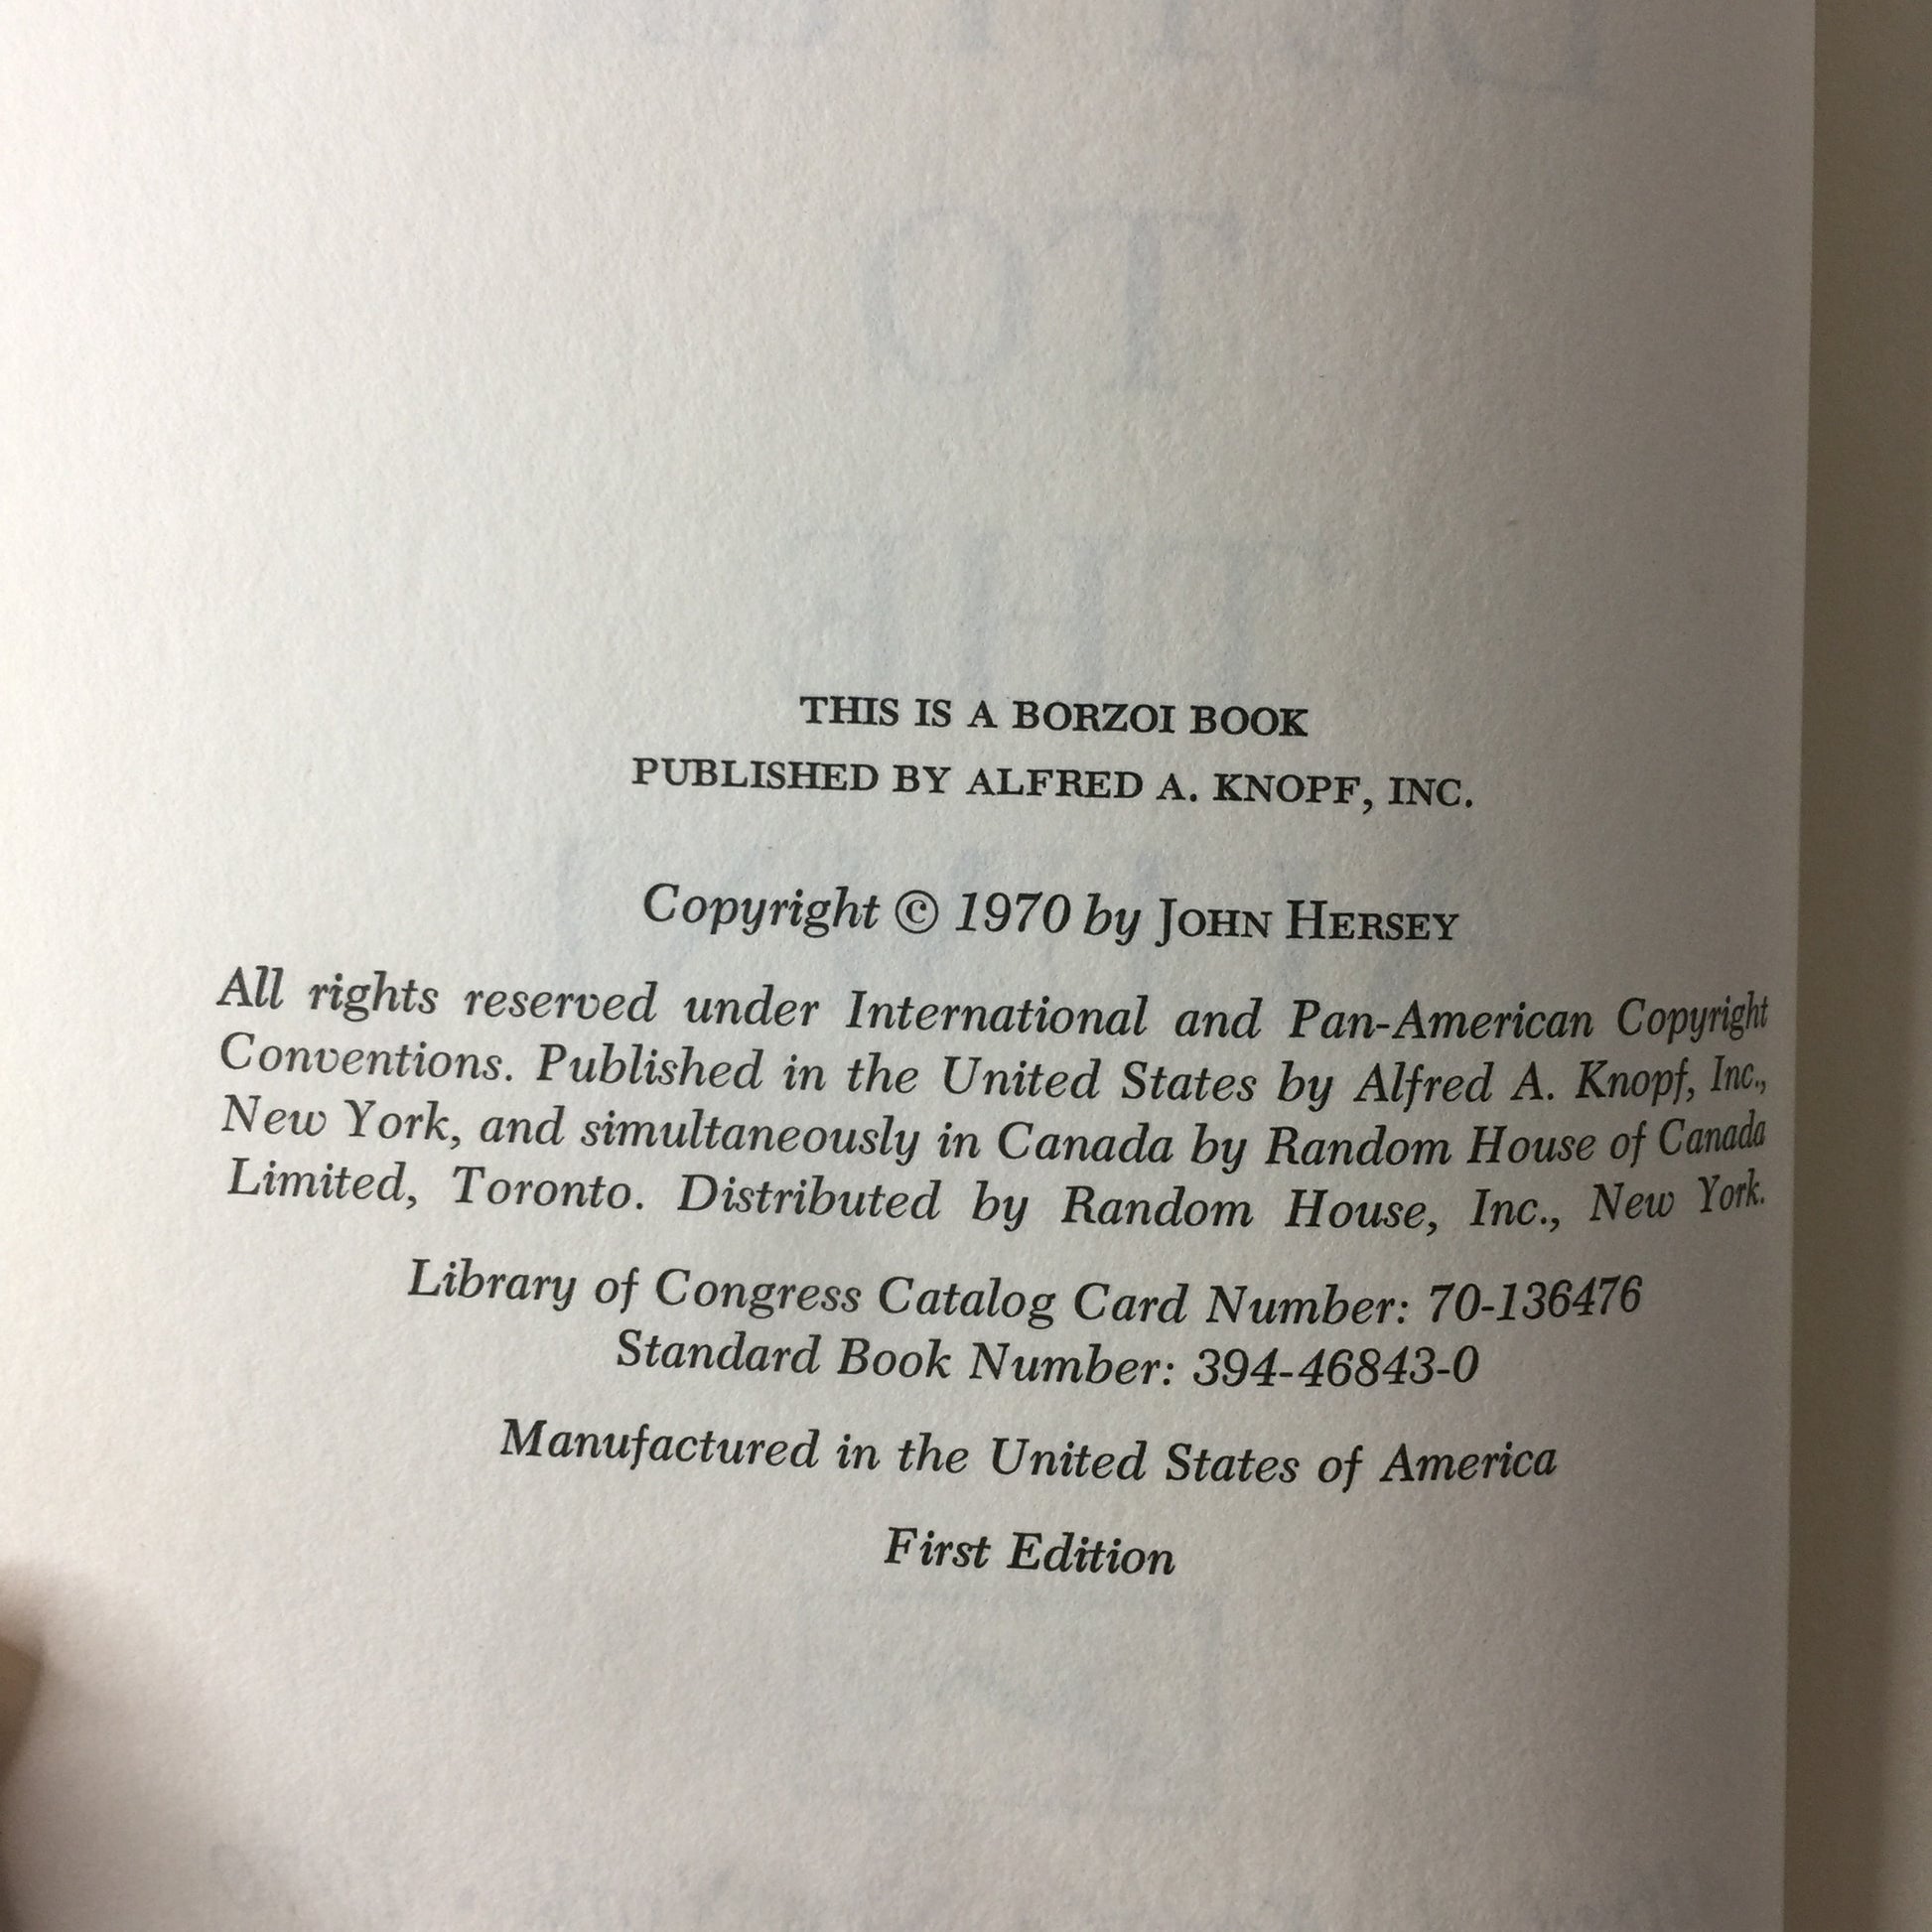 TO
THE
THIS IS A BORZOI BOOK
PUBLISHED BY ALFRED A. KNOPF, INC.
Copyright © 1970 by JOHN HERSEY
All rights reserved under International and Pan-American Copyright
Conventions. Published in the United States by Alfred A. Knopf, Inc.,
New York, and simultaneously in Canada by Random House of Canada
Limited, Toronto. Distributed by Random House, Inc., New York.
Library of Congress Catalog Card Number: 70-136476
Standard Book Number: 394-46843-0
Manufactured in the United States of America
First Edition